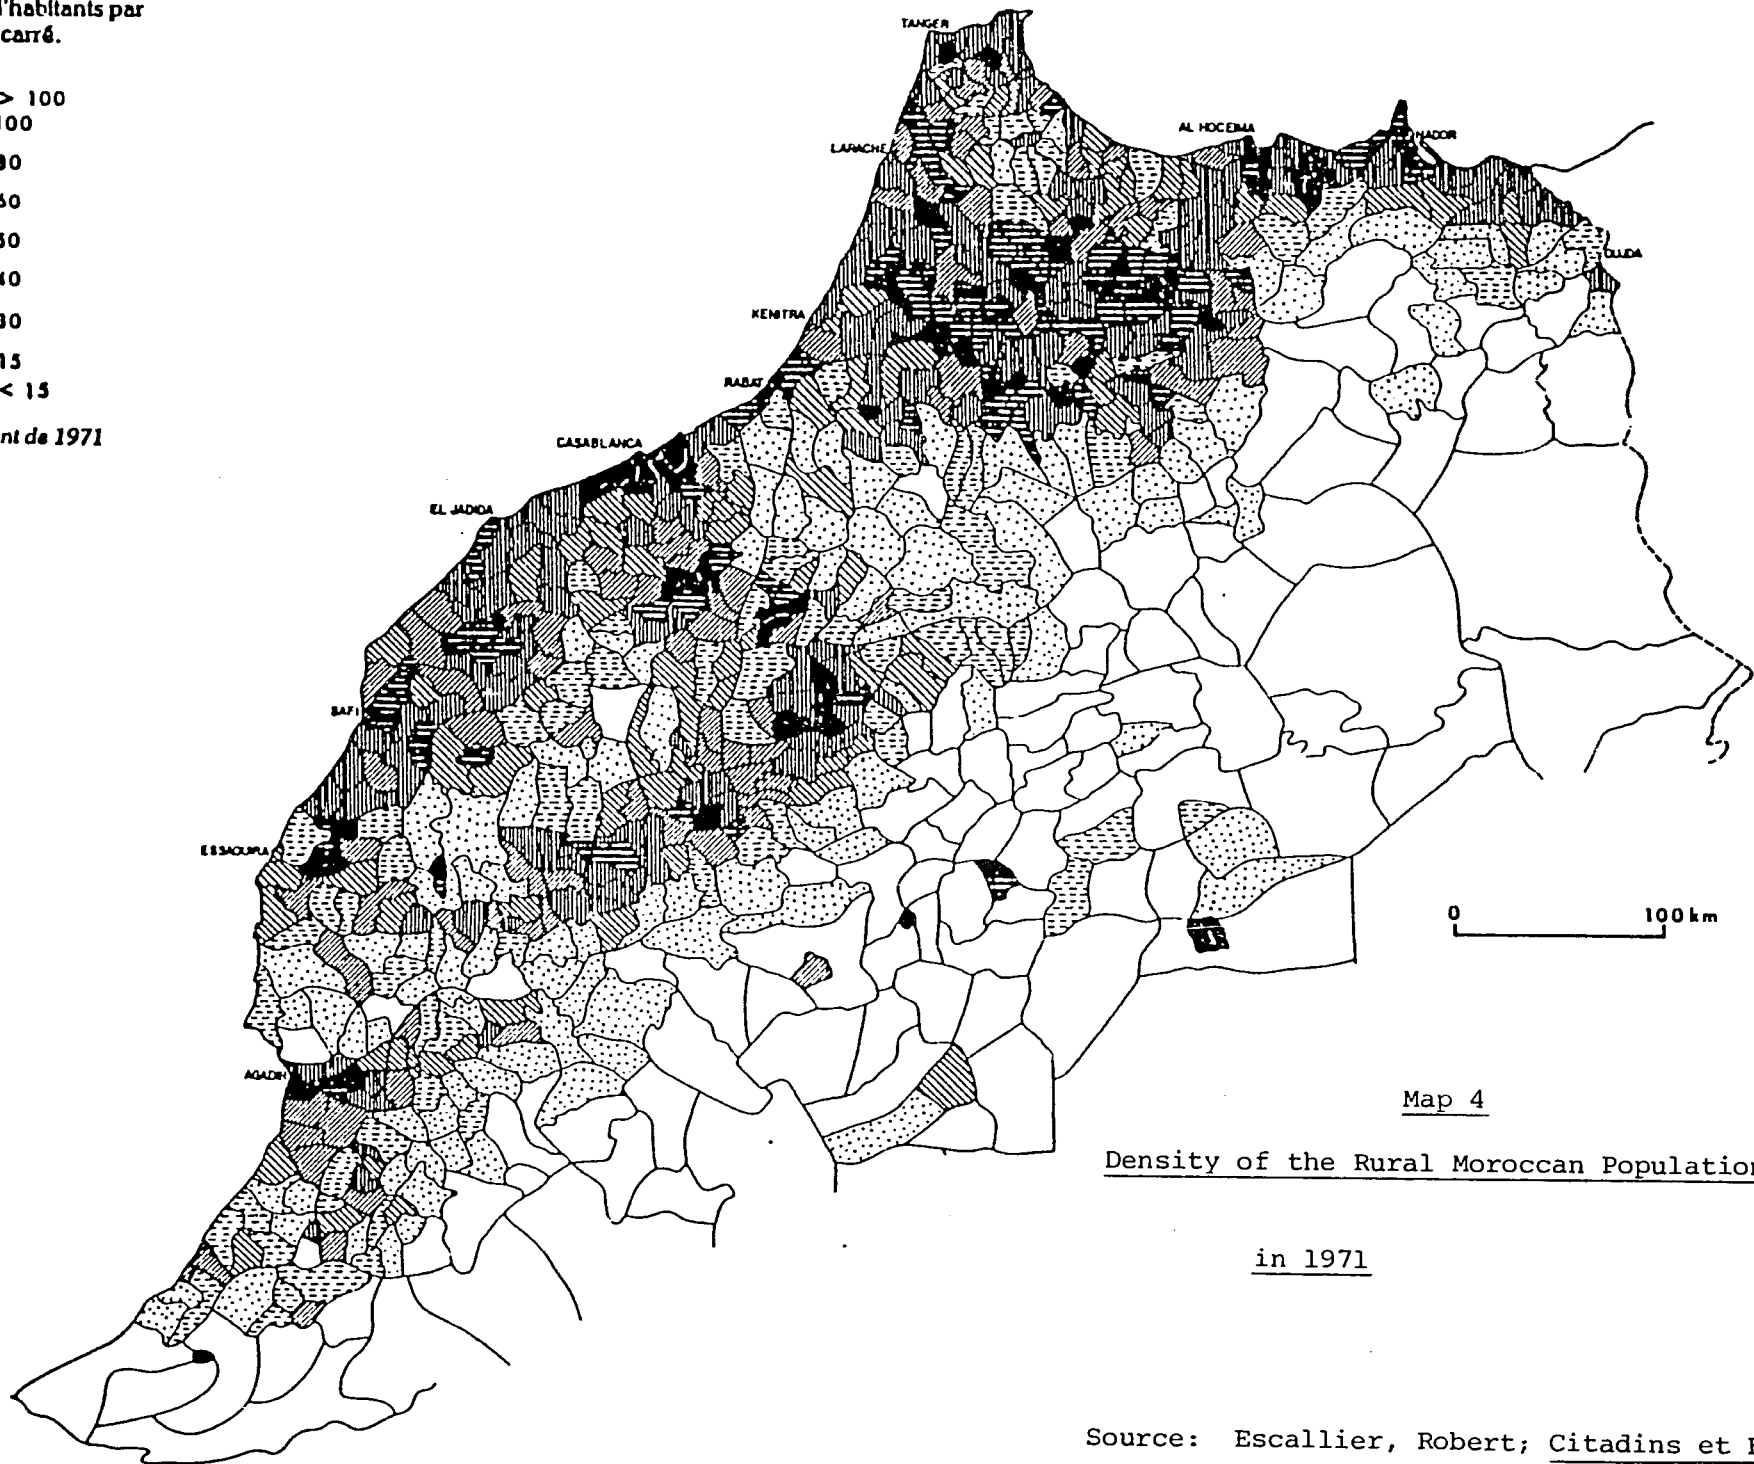 l'habitants par
carré.
> 100
100
80
60
50
40
30
15
< 15
nt de 1971
TANGER
AL HOCEIMA
NADOR
LARACHE
OUJDA
KENITRA
RABAT
CASABLANCA
EL JADIDA
SAFI
ESSAOUIRA
AGADIR
0 100 km
Map 4
Density of the Rural Moroccan Population
in 1971
Source: Escallier, Robert; Citadins et